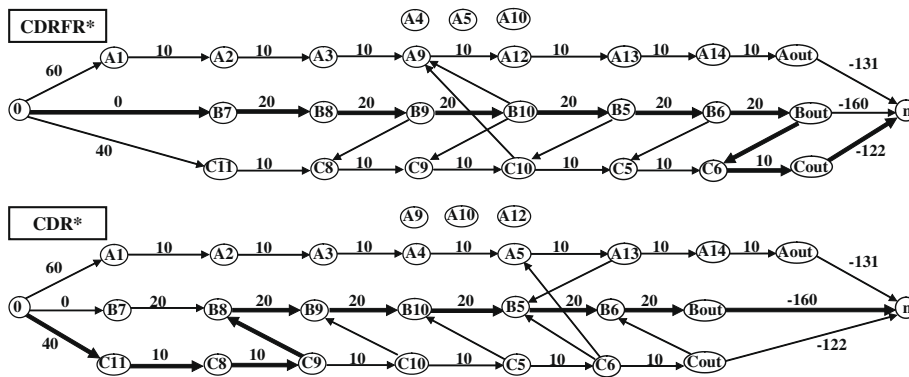 A4 A5 A10
CDRFR*
60 A1 10 A2 10 A3 10 A9 10 A12 10 A13 10 A14 10 Aout -131
0 0 B7 20 B8 20 B9 20 B10 20 B5 20 B6 20 Bout -160 n
40 C11 10 C8 10 C9 10 C10 10 C5 10 C6 10 Cout -122
A9 A10 A12
CDR*
60 A1 10 A2 10 A3 10 A4 10 A5 10 A13 10 A14 10 Aout -131
0 0 B7 20 B8 20 B9 20 B10 20 B5 20 B6 20 Bout -160 n
40 C11 10 C8 10 C9 10 C10 10 C5 10 C6 10 Cout -122